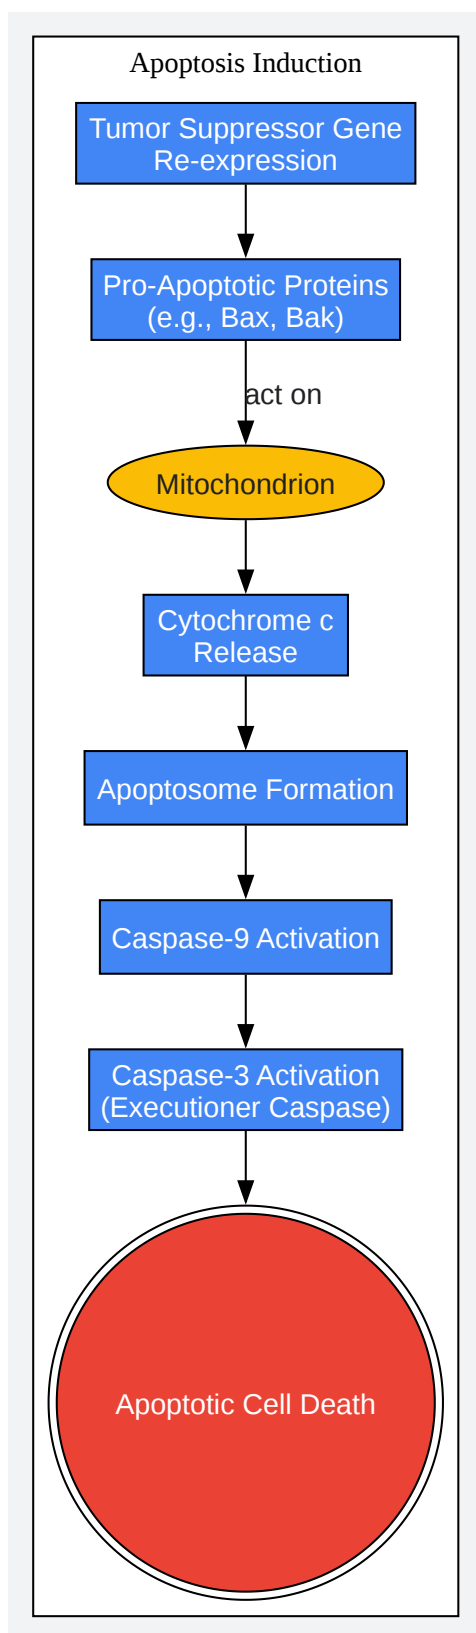 Apoptosis Induction
Tumor Suppressor Gene
Re-expression
Pro-Apoptotic Proteins
(e.g., Bax, Bak)
act on
Mitochondrion
Cytochrome c
Release
Apoptosome Formation
Caspase-9 Activation
Caspase-3 Activation
(Executioner Caspase)
Apoptotic Cell Death